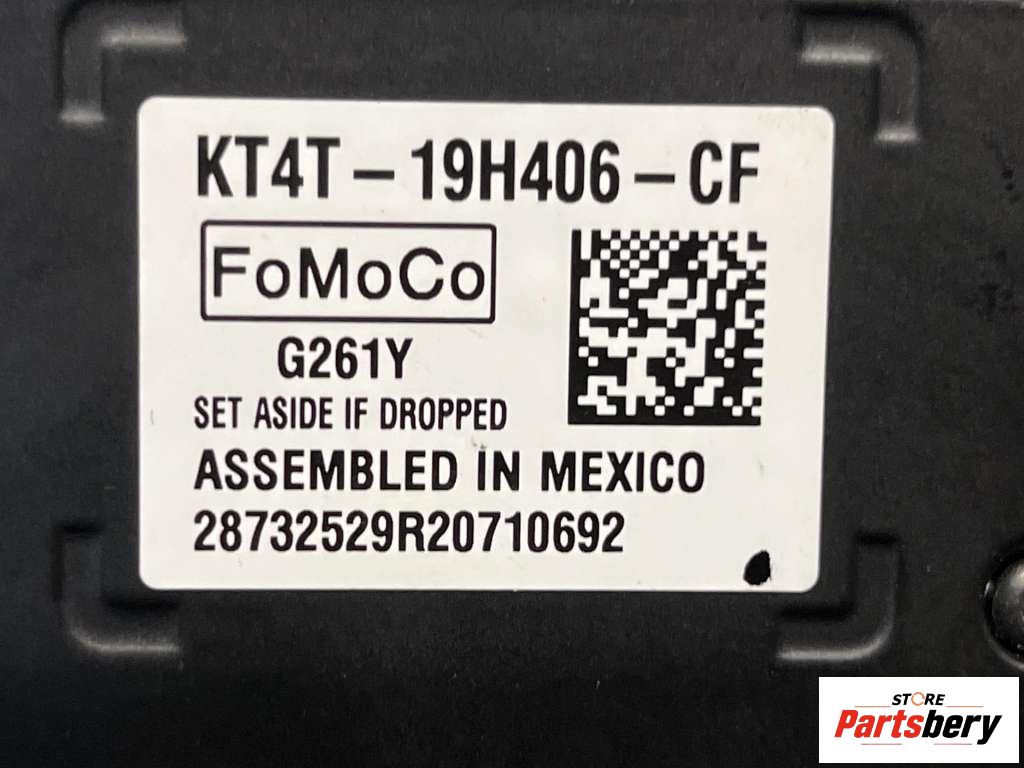 KT4T – 19H406 – CF
FoMoCo
G261Y
SET ASIDE IF DROPPED
ASSEMBLED IN MEXICO
28732529R20710692
STORE
Partsbery